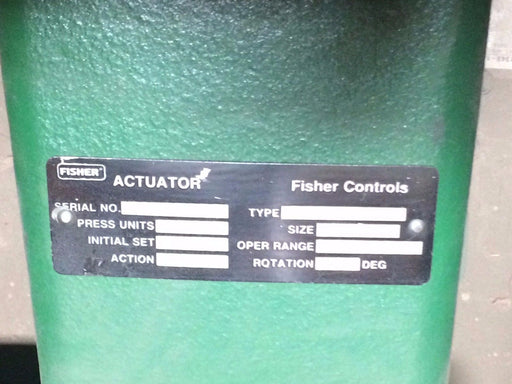 FISHER
ACTUATOR
Fisher Controls
SERIAL NO.
PRESS UNITS
INITIAL SET
ACTION
TYPE
SIZE
OPER RANGE
ROTATION DEG